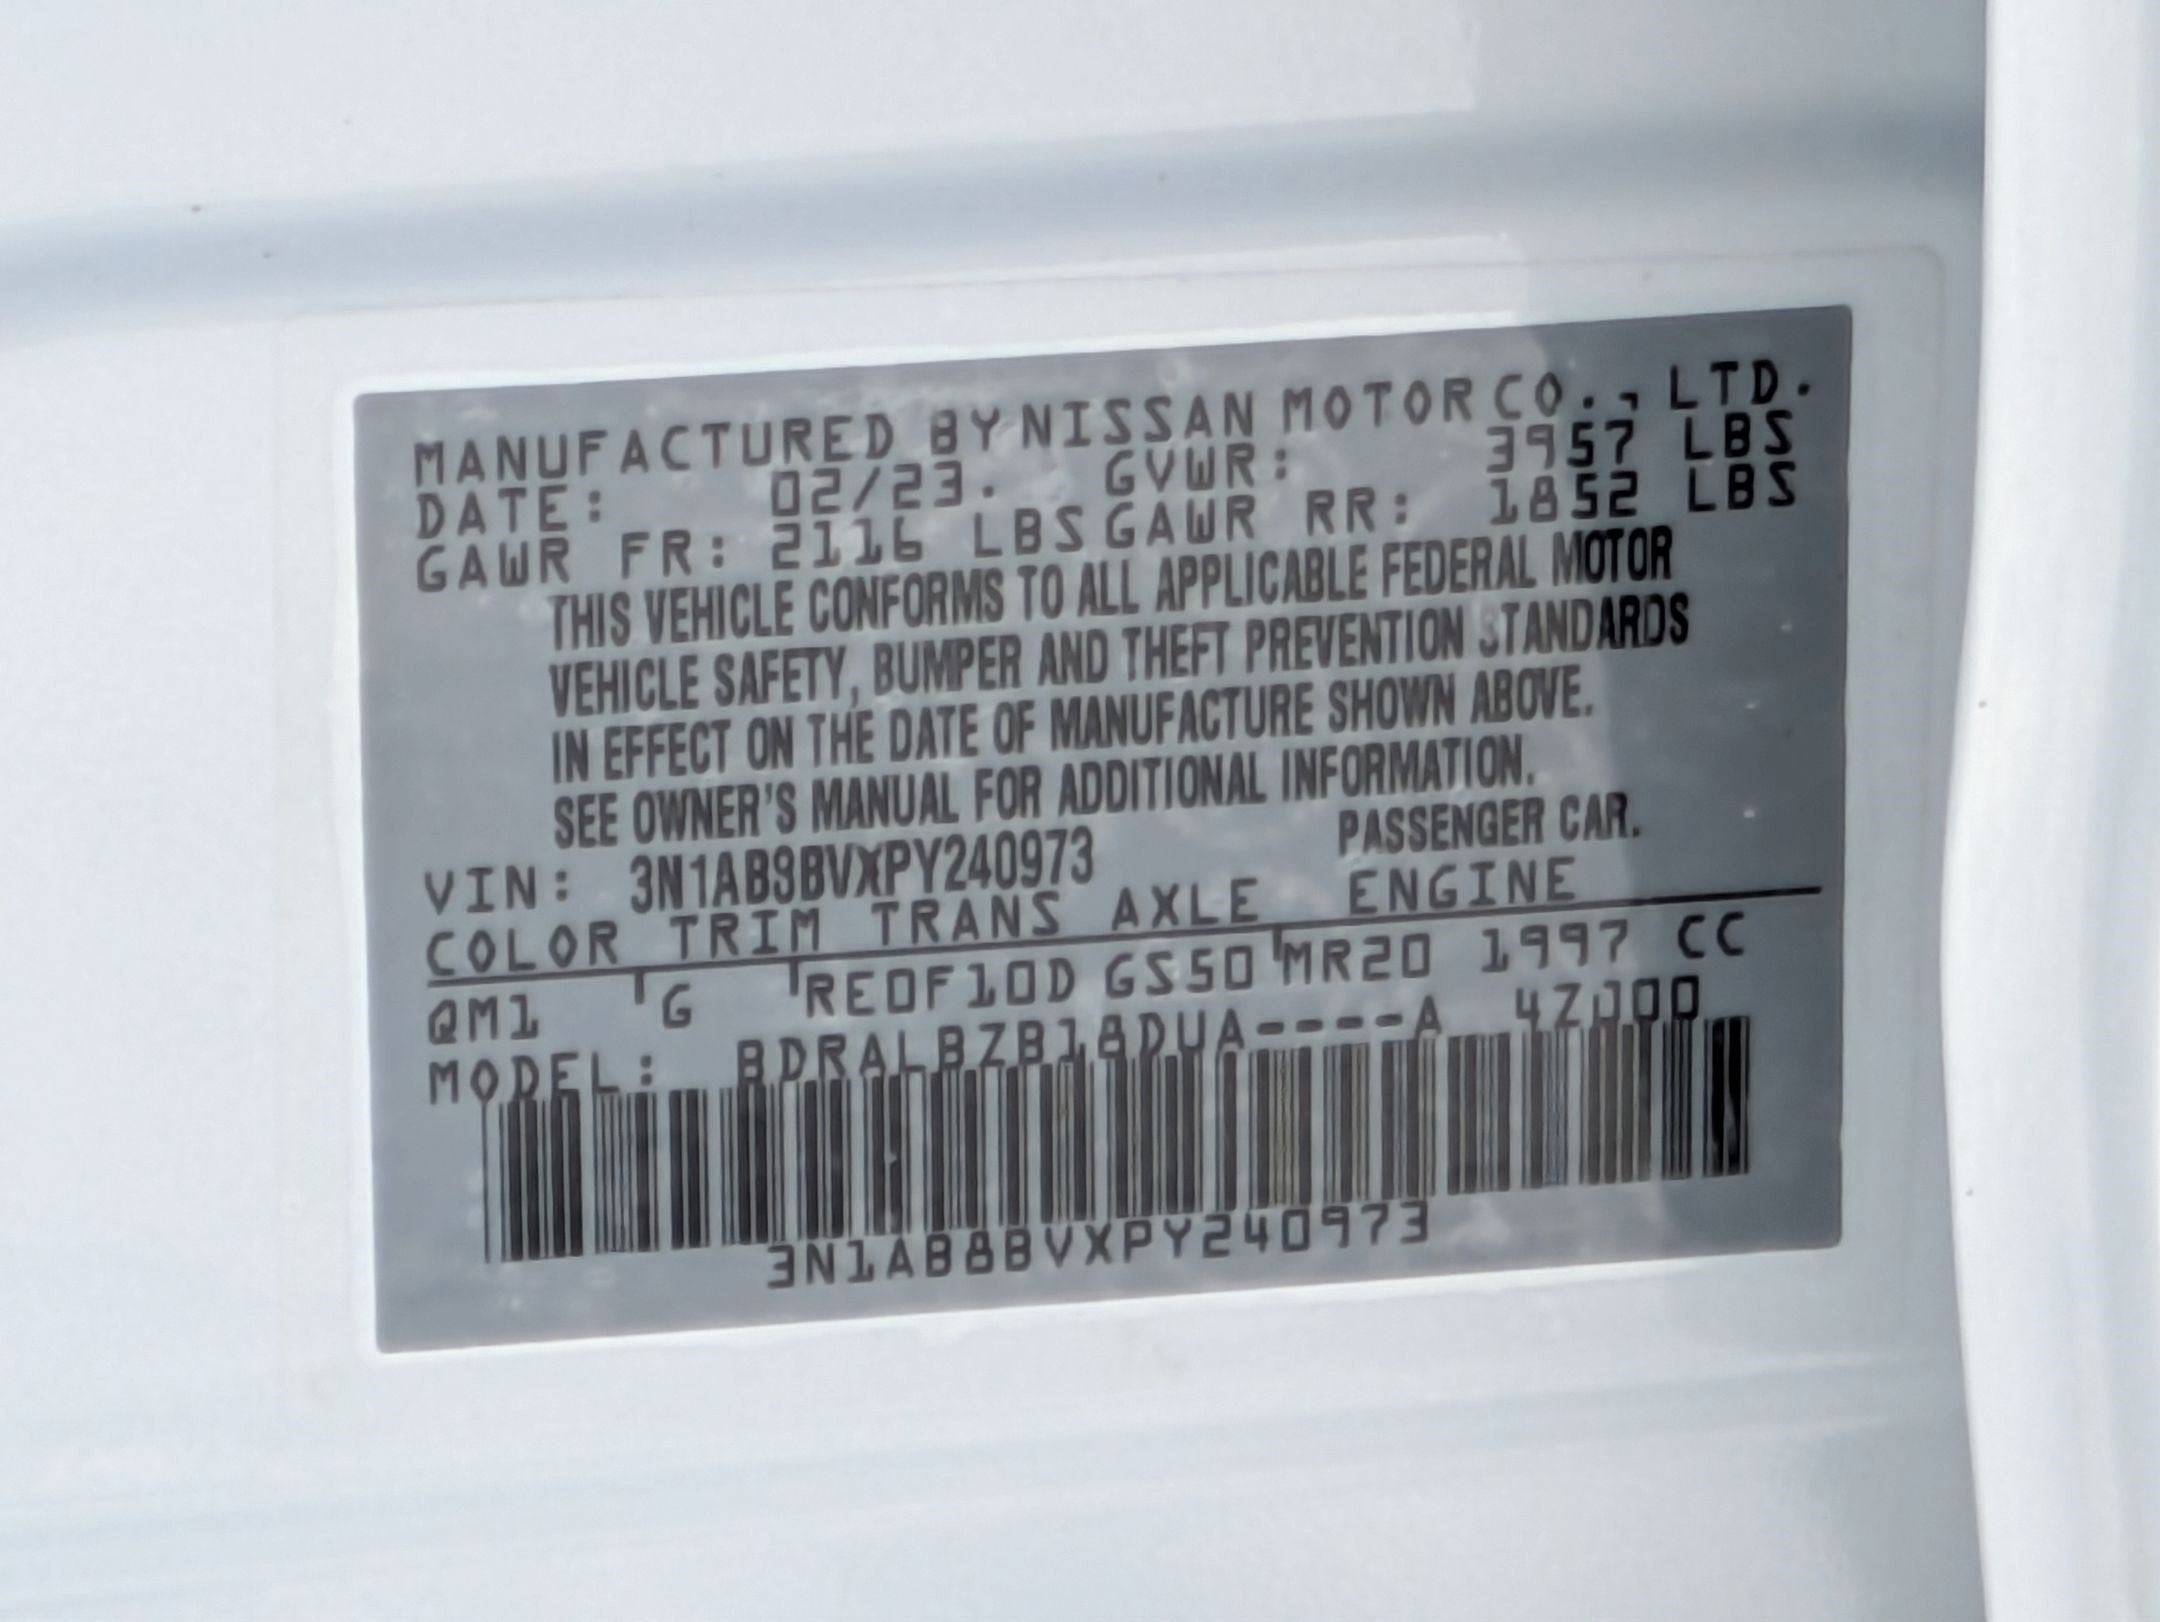 MANUFACTURED BY NISSAN MOTOR CO., LTD.
DATE: 02/23. GVWR: 3957 LBS
GAWR FR: 2116 LBS GAWR RR: 1852 LBS
THIS VEHICLE CONFORMS TO ALL APPLICABLE FEDERAL MOTOR
VEHICLE SAFETY, BUMPER AND THEFT PREVENTION STANDARDS
IN EFFECT ON THE DATE OF MANUFACTURE SHOWN ABOVE.
SEE OWNER'S MANUAL FOR ADDITIONAL INFORMATION.
PASSENGER CAR.
VIN: 3N1AB8BVXPY240973
COLOR TRIM TRANS AXLE ENGINE
QM1 G RE0F10D GS50 MR20 1997 CC
MODEL: BDRALBZB18DUA----A 4Z000
3N1AB8BVXPY240973